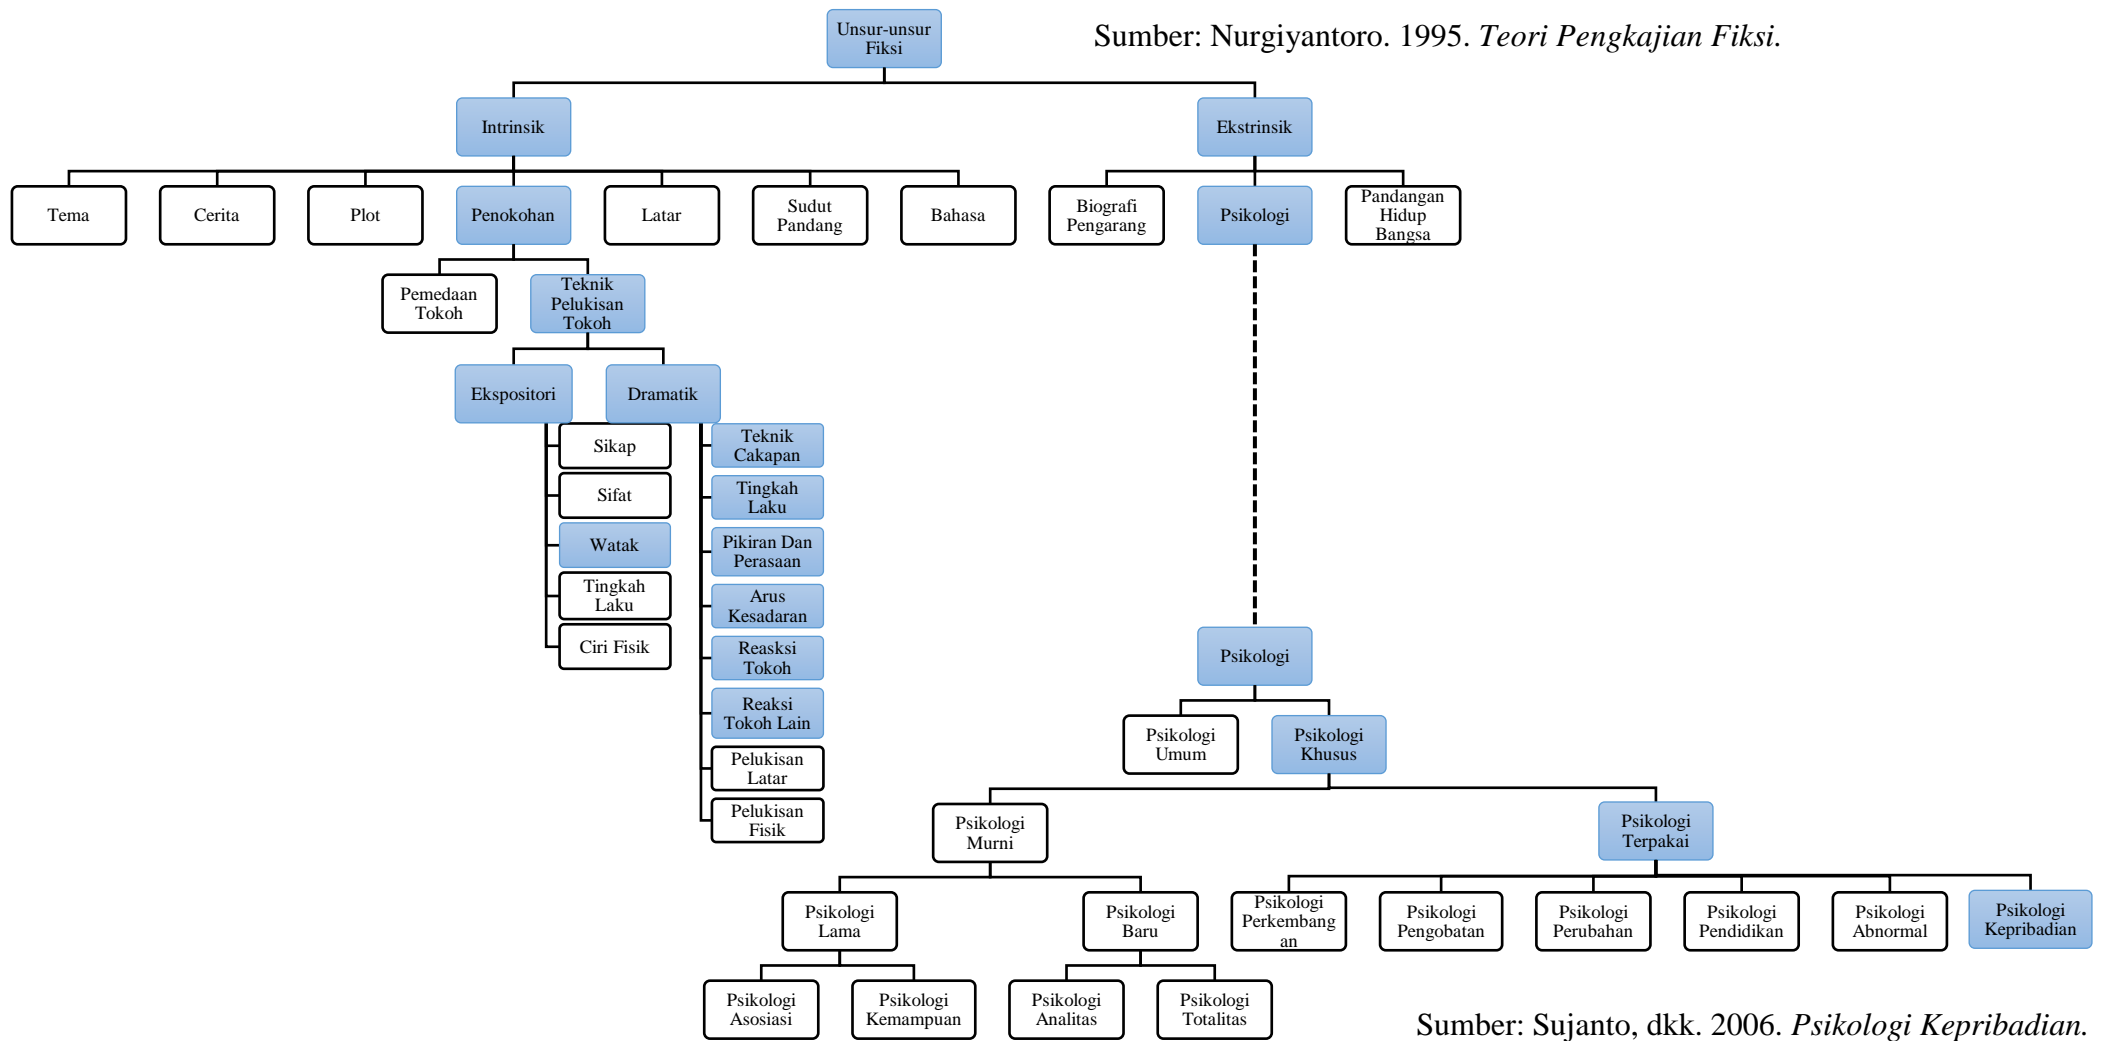 Unsur-unsur
Fiksi
Sumber: Nurgiyantoro. 1995. Teori Pengkajian Fiksi.
Intrinsik
Ekstrinsik
Tema
Cerita
Plot
Penokohan
Latar
Sudut
Pandang
Bahasa
Biografi
Pengarang
Psikologi
Pandangan
Hidup
Bangsa
Pemedaan
Tokoh
Teknik
Pelukisan
Tokoh
Ekspositori
Dramatik
Sikap
Sifat
Watak
Tingkah
Laku
Ciri Fisik
Teknik
Cakapan
Tingkah
Laku
Pikiran Dan
Perasaan
Arus
Kesadaran
Reasksi
Tokoh
Reaksi
Tokoh Lain
Pelukisan
Latar
Pelukisan
Fisik
Psikologi
Psikologi
Umum
Psikologi
Khusus
Psikologi
Murni
Psikologi
Terpakai
Psikologi
Lama
Psikologi
Baru
Psikologi
Perkembang
an
Psikologi
Pengobatan
Psikologi
Perubahan
Psikologi
Pendidikan
Psikologi
Abnormal
Psikologi
Kepribadian
Psikologi
Asosiasi
Psikologi
Kemampuan
Psikologi
Analitas
Psikologi
Totalitas
Sumber: Sujanto, dkk. 2006. Psikologi Kepribadian.